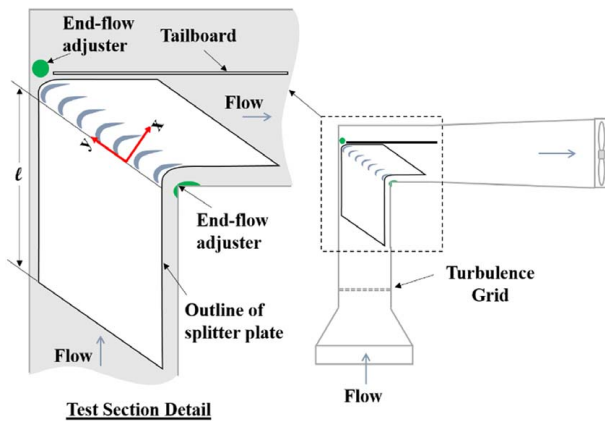 End-flow
adjuster
Tailboard
Flow
x
y
ℓ
End-flow
adjuster
Outline of
splitter plate
Flow
Test Section Detail
Turbulence
Grid
Flow